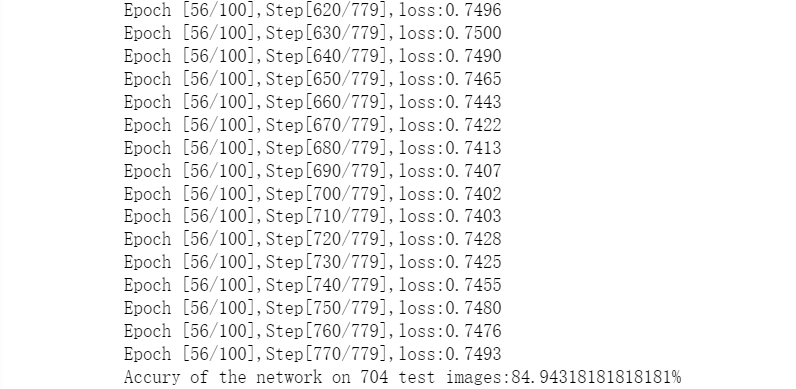 Epoch [56/100],Step[620/779],loss:0.7496
Epoch [56/100],Step[630/779],loss:0.7500
Epoch [56/100],Step[640/779],loss:0.7490
Epoch [56/100],Step[650/779],loss:0.7465
Epoch [56/100],Step[660/779],loss:0.7443
Epoch [56/100],Step[670/779],loss:0.7422
Epoch [56/100],Step[680/779],loss:0.7413
Epoch [56/100],Step[690/779],loss:0.7407
Epoch [56/100],Step[700/779],loss:0.7402
Epoch [56/100],Step[710/779],loss:0.7403
Epoch [56/100],Step[720/779],loss:0.7428
Epoch [56/100],Step[730/779],loss:0.7425
Epoch [56/100],Step[740/779],loss:0.7455
Epoch [56/100],Step[750/779],loss:0.7480
Epoch [56/100],Step[760/779],loss:0.7476
Epoch [56/100],Step[770/779],loss:0.7493
Accury of the network on 704 test images:84.94318181818181%